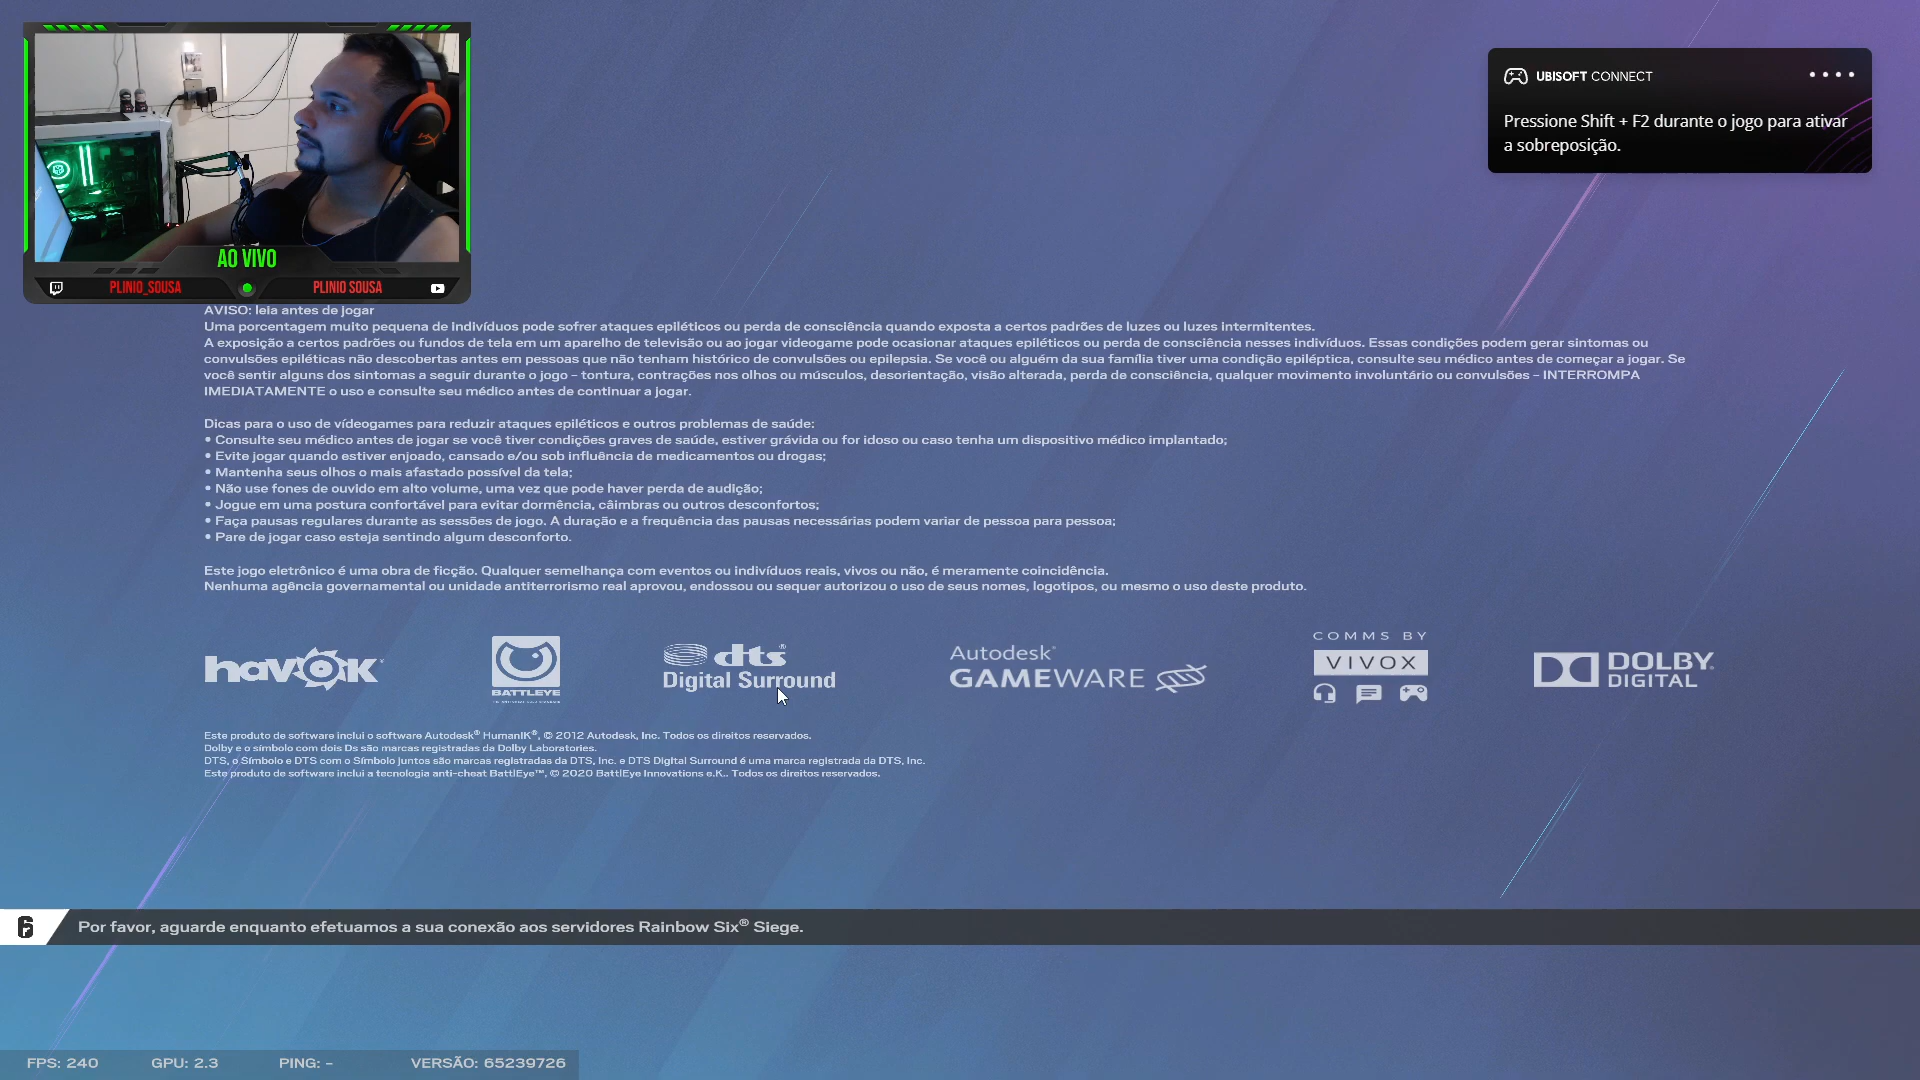 UBISOFT CONNECT
Pressione Shift + F2 durante o jogo para ativar
a sobreposição.
AO VIVO
PLINIO_SOUSA
PLINIO SOUSA
AVISO: leia antes de jogar
Uma porcentagem muito pequena de indivíduos pode sofrer ataques epiléticos ou perda de consciência quando exposta a certos padrões de luzes ou luzes intermitentes.
A exposição a certos padrões ou fundos de tela em um aparelho de televisão ou ao jogar videogame pode ocasionar ataques epiléticos ou perda de consciência nesses indivíduos. Essas condições podem gerar sintomas ou
convulsões epiléticas não descobertas antes em pessoas que não tenham histórico de convulsões ou epilepsia. Se você ou alguém da sua família tiver uma condição epiléptica, consulte seu médico antes de começar a jogar. Se
você sentir alguns dos sintomas a seguir durante o jogo – tontura, contrações nos olhos ou músculos, desorientação, visão alterada, perda de consciência, qualquer movimento involuntário ou convulsões – INTERROMPA
IMEDIATAMENTE o uso e consulte seu médico antes de continuar a jogar.
Dicas para o uso de vídeogames para reduzir ataques epiléticos e outros problemas de saúde:
• Consulte seu médico antes de jogar se você tiver condições graves de saúde, estiver grávida ou for idoso ou caso tenha um dispositivo médico implantado;
• Evite jogar quando estiver enjoado, cansado e/ou sob influência de medicamentos ou drogas;
• Mantenha seus olhos o mais afastado possível da tela;
• Não use fones de ouvido em alto volume, uma vez que pode haver perda de audição;
• Jogue em uma postura confortável para evitar dormência, câimbras ou outros desconfortos;
• Faça pausas regulares durante as sessões de jogo. A duração e a frequência das pausas necessárias podem variar de pessoa para pessoa;
• Pare de jogar caso esteja sentindo algum desconforto.
Este jogo eletrônico é uma obra de ficção. Qualquer semelhança com eventos ou indivíduos reais, vivos ou não, é meramente coincidência.
Nenhuma agência governamental ou unidade antiterrorismo real aprovou, endossou ou sequer autorizou o uso de seus nomes, logotipos, ou mesmo o uso deste produto.
havok
BATTLEYE
dts®
Digital Surround
Autodesk®
GAMEWARE
COMMS BY
VIVOX
DOLBY®
DIGITAL
Este produto de software inclui o software Autodesk® HumanIK®, © 2012 Autodesk, Inc. Todos os direitos reservados.
Dolby e o símbolo com dois Ds são marcas registradas da Dolby Laboratories.
DTS, o Símbolo e DTS com o Símbolo juntos são marcas registradas da DTS, Inc. e DTS Digital Surround é uma marca registrada da DTS, Inc.
Este produto de software inclui a tecnologia anti-cheat BattlEye™, © 2020 BattlEye Innovations e.K.. Todos os direitos reservados.
6 Por favor, aguarde enquanto efetuamos a sua conexão aos servidores Rainbow Six® Siege.
FPS: 240 GPU: 2.3 PING: – VERSÃO: 65239726